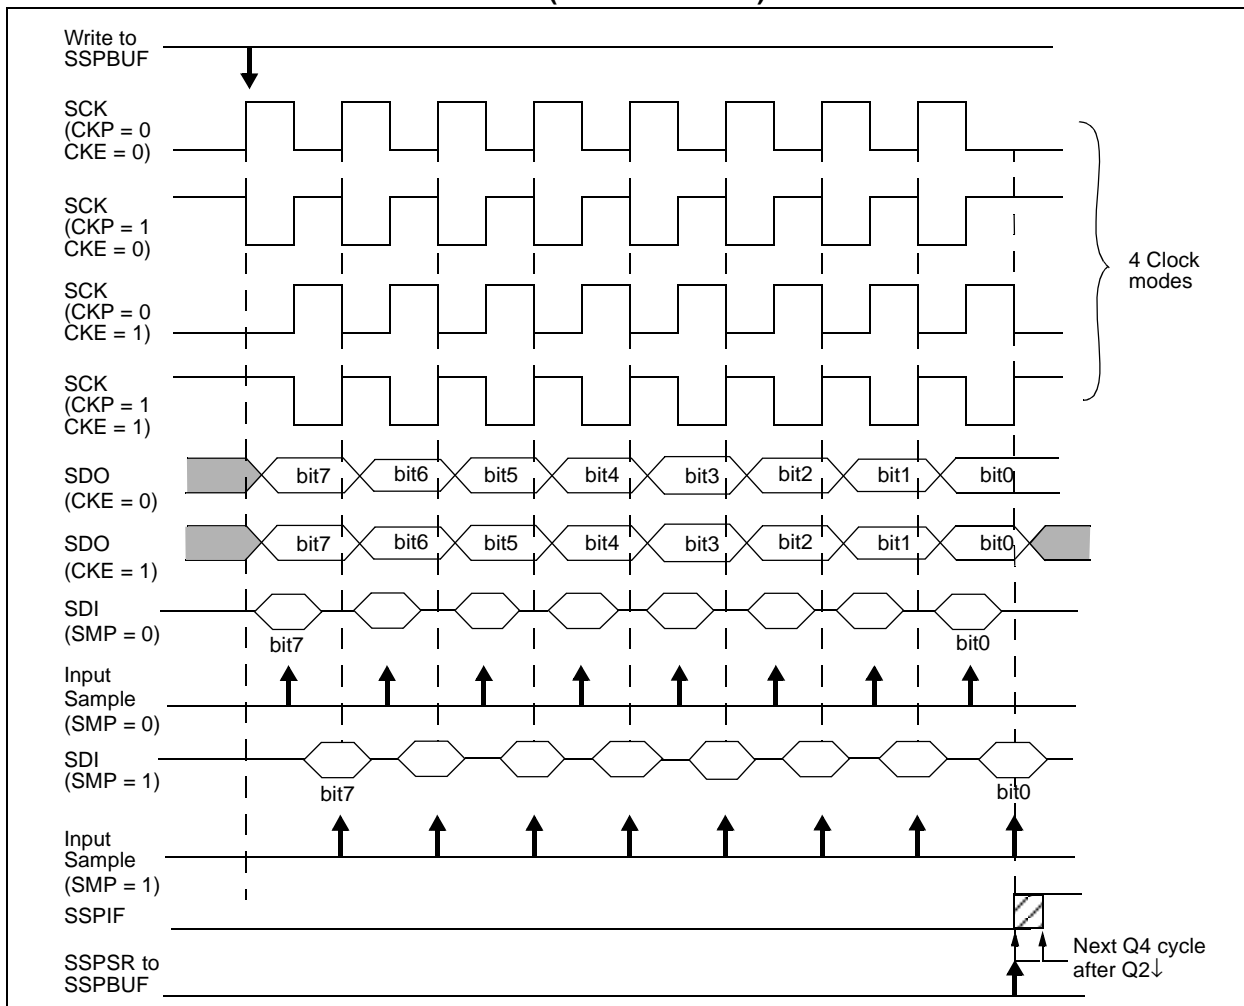 Write to
SSPBUF
SCK
(CKP = 0
CKE = 0)
SCK
(CKP = 1
CKE = 0)
4 Clock
modes
SCK
(CKP = 0
CKE = 1)
SCK
(CKP = 1
CKE = 1)
SDO
(CKE = 0)
bit7 bit6 bit5 bit4 bit3 bit2 bit1 bit0
SDO
(CKE = 1)
bit7 bit6 bit5 bit4 bit3 bit2 bit1 bit0
SDI
(SMP = 0)
bit7 bit0
Input
Sample
(SMP = 0)
SDI
(SMP = 1)
bit7 bit0
Input
Sample
(SMP = 1)
SSPIF
Next Q4 cycle
after Q2↓
SSPSR to
SSPBUF